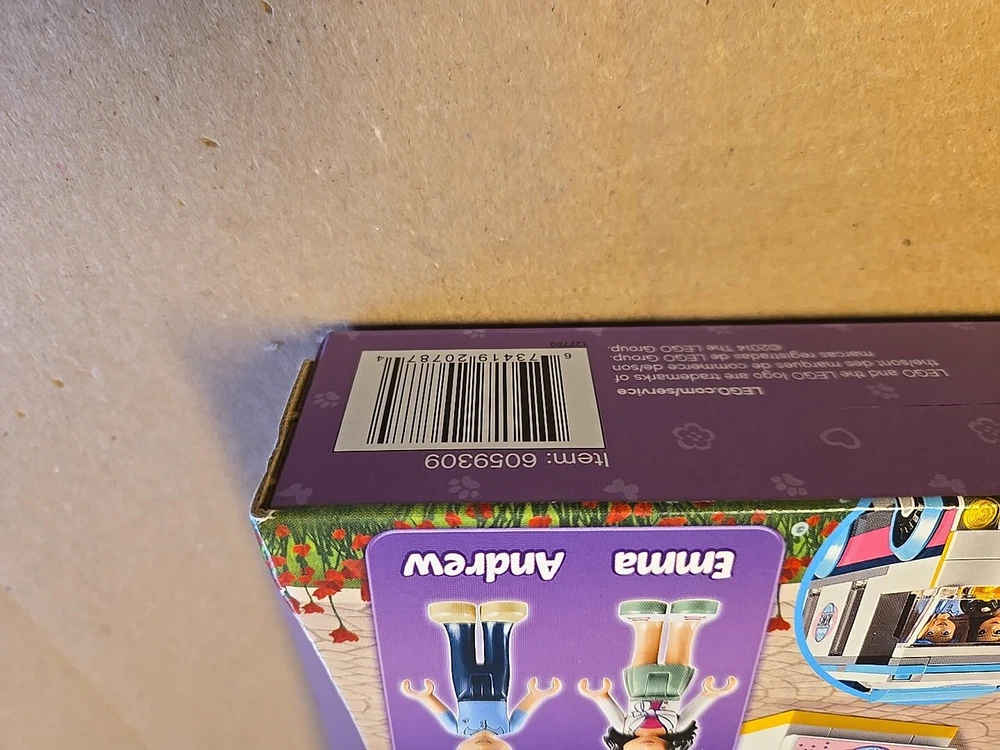 Emma
Andrew
LEGO.com/service
LEGO and the LEGO logo are trademarks of
the/sont des marques de commerce de/son
marcas registradas de LEGO Group.
©2014 The LEGO Group.
Item: 6059309
6 73419 20787 4